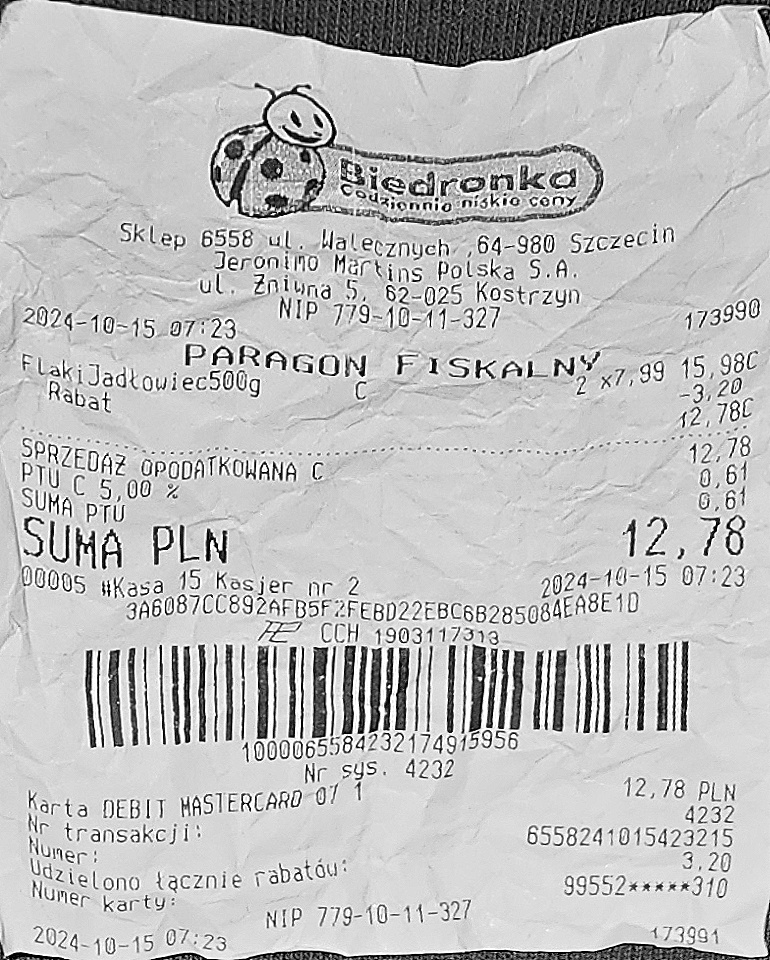 Biedronka
Codziennie niskie ceny
Sklep 6558 ul. Walecznych ,64-980 Szczecin
Jeronimo Martins Polska S.A.
ul. Żniwna 5, 62-025 Kostrzyn
NIP 779-10-11-327
2024-10-15 07:23 173990
PARAGON FISKALNY
FlakiJadłowiec500g C 2 x7,99 15,98C
Rabat -3,20
12,78C
SPRZEDAŻ OPODATKOWANA C 12,78
PTU C 5,00 % 0,61
SUMA PTU 0,61
SUMA PLN 12,78
00005 #Kasa 15 Kasjer nr 2 2024-10-15 07:23
3A6087CC892AFB5F2FEBD22EBC6B285084EA8E1D
CCH 1903117313
1000065584232174915956
Nr sys. 4232
Karta DEBIT MASTERCARD 07 1 12,78 PLN
Nr transakcji: 4232
Numer: 6558241015423215
Udzielono łącznie rabatów: 3,20
Numer karty: 99552*****310
NIP 779-10-11-327
2024-10-15 07:23 173991